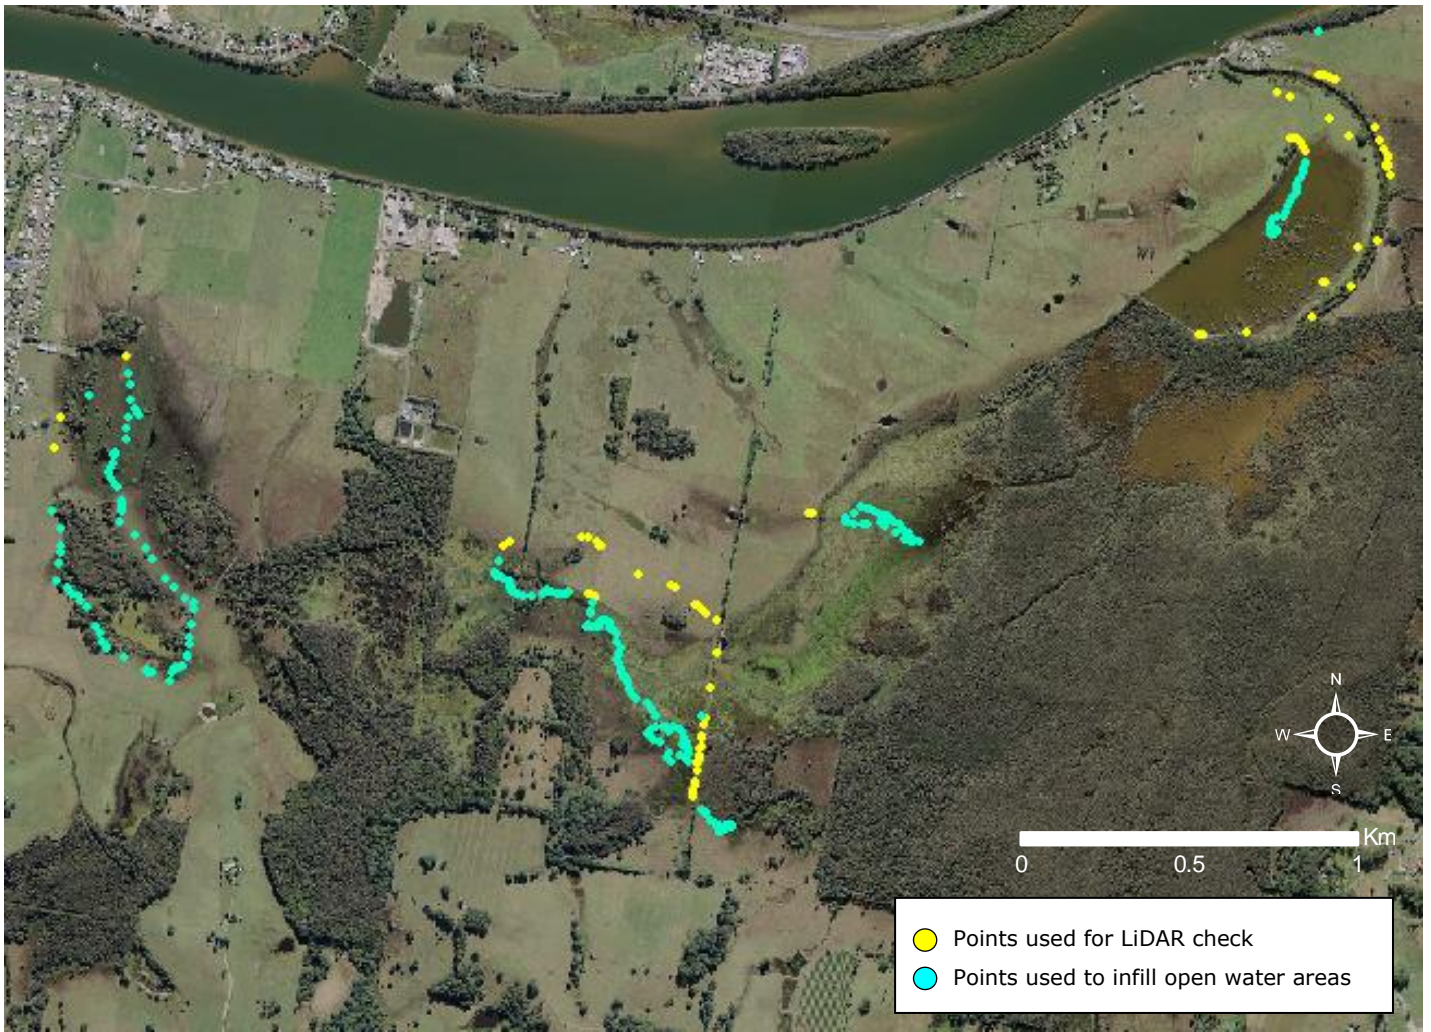 N
W E
S
Km
0 0.5 1
Points used for LiDAR check
Points used to infill open water areas